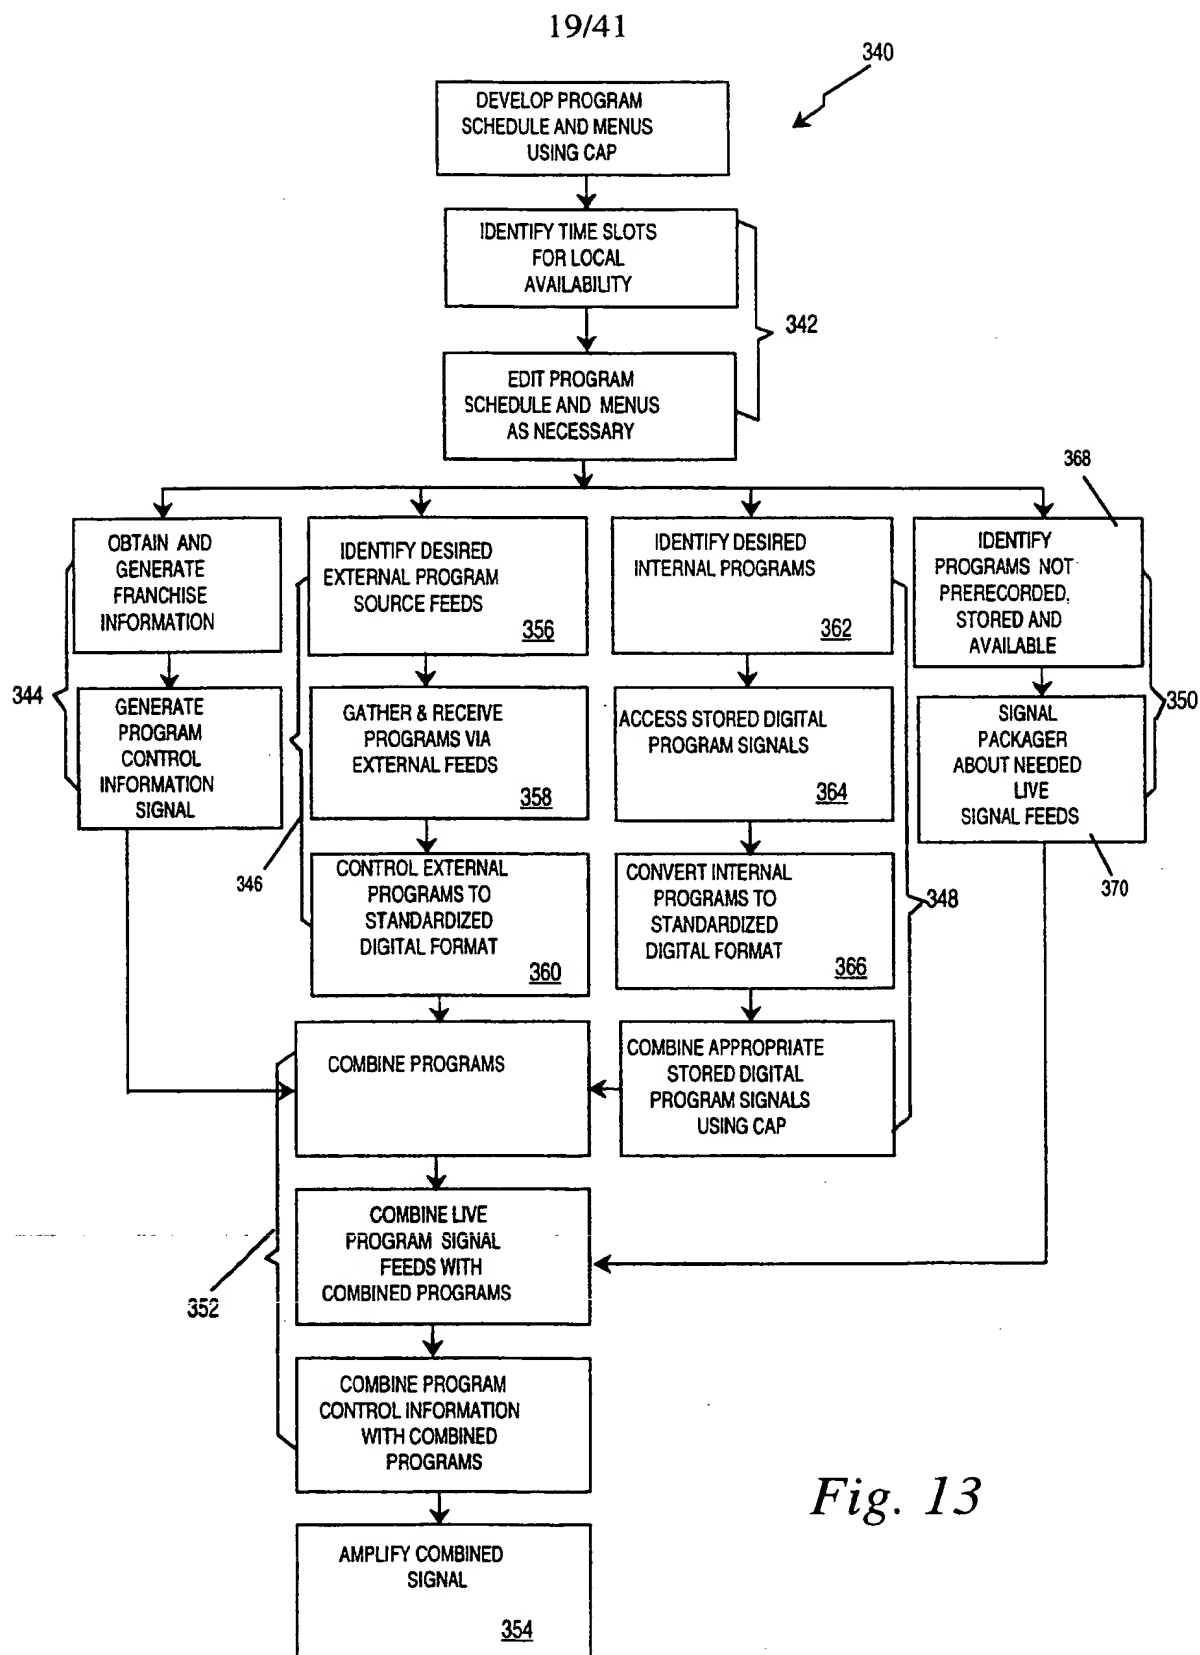 19/41
340
DEVELOP PROGRAM
SCHEDULE AND MENUS
USING CAP
IDENTIFY TIME SLOTS
FOR LOCAL
AVAILABILITY
342
EDIT PROGRAM
SCHEDULE AND MENUS
AS NECESSARY
368
OBTAIN AND
GENERATE
FRANCHISE
INFORMATION
IDENTIFY DESIRED
EXTERNAL PROGRAM
SOURCE FEEDS
356
IDENTIFY DESIRED
INTERNAL PROGRAMS
362
IDENTIFY
PROGRAMS NOT
PRERECORDED,
STORED AND
AVAILABLE
344
GENERATE
PROGRAM
CONTROL
INFORMATION
SIGNAL
GATHER & RECEIVE
PROGRAMS VIA
EXTERNAL FEEDS
358
ACCESS STORED DIGITAL
PROGRAM SIGNALS
364
SIGNAL
PACKAGER
ABOUT NEEDED
LIVE
SIGNAL FEEDS
350
346
CONTROL EXTERNAL
PROGRAMS TO
STANDARDIZED
DIGITAL FORMAT
360
CONVERT INTERNAL
PROGRAMS TO
STANDARDIZED
DIGITAL FORMAT
366
348
370
COMBINE PROGRAMS
COMBINE APPROPRIATE
STORED DIGITAL
PROGRAM SIGNALS
USING CAP
COMBINE LIVE
PROGRAM SIGNAL
FEEDS WITH
COMBINED PROGRAMS
352
COMBINE PROGRAM
CONTROL INFORMATION
WITH COMBINED
PROGRAMS
AMPLIFY COMBINED
SIGNAL
354
Fig. 13